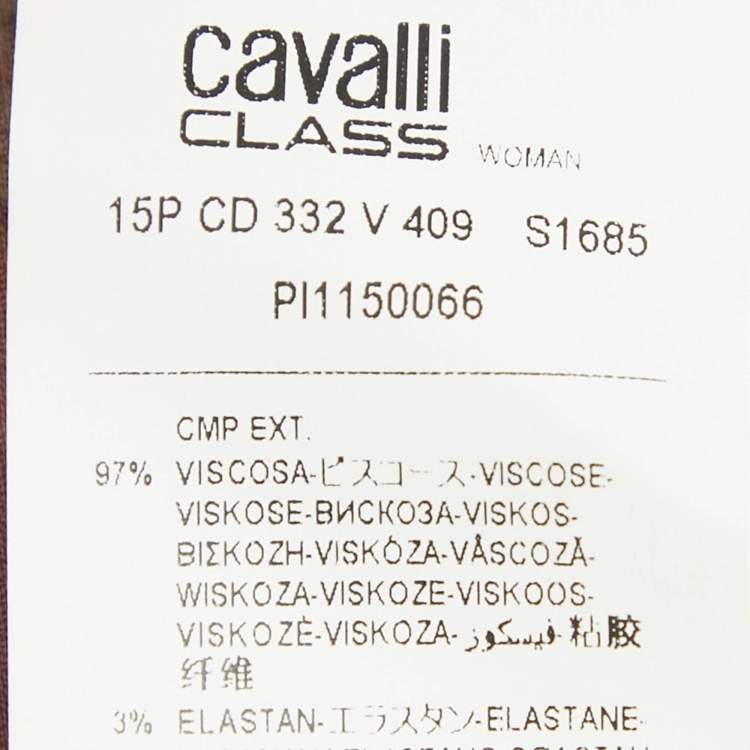 cavalli
CLASS WOMAN
15P CD 332 V 409 S1685
PI1150066
CMP EXT.
97% VISCOSA-ビスコース-VISCOSE-
VISKOSE-ВИСКОЗА-VISKOS-
ΒΙΣΚΟΖΗ-VISKÓZA-VÂSCOZĂ-
WISKOZA-VISKOZE-VISKOOS-
VISKOZĖ-VISKOZA-فيسكوز-粘胶
纤维
3% ELASTAN-エラスタン-ELASTANE-